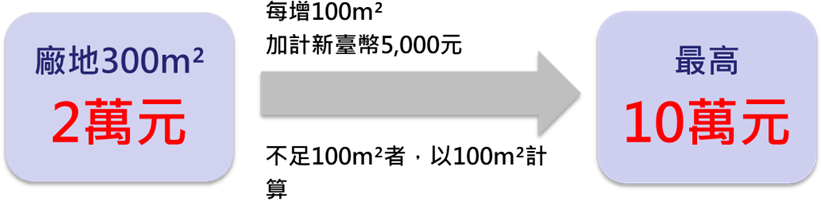 廠地300m²
2萬元
每增100m²
加計新臺幣5,000元
不足100m²者，以100m²計
算
最高
10萬元